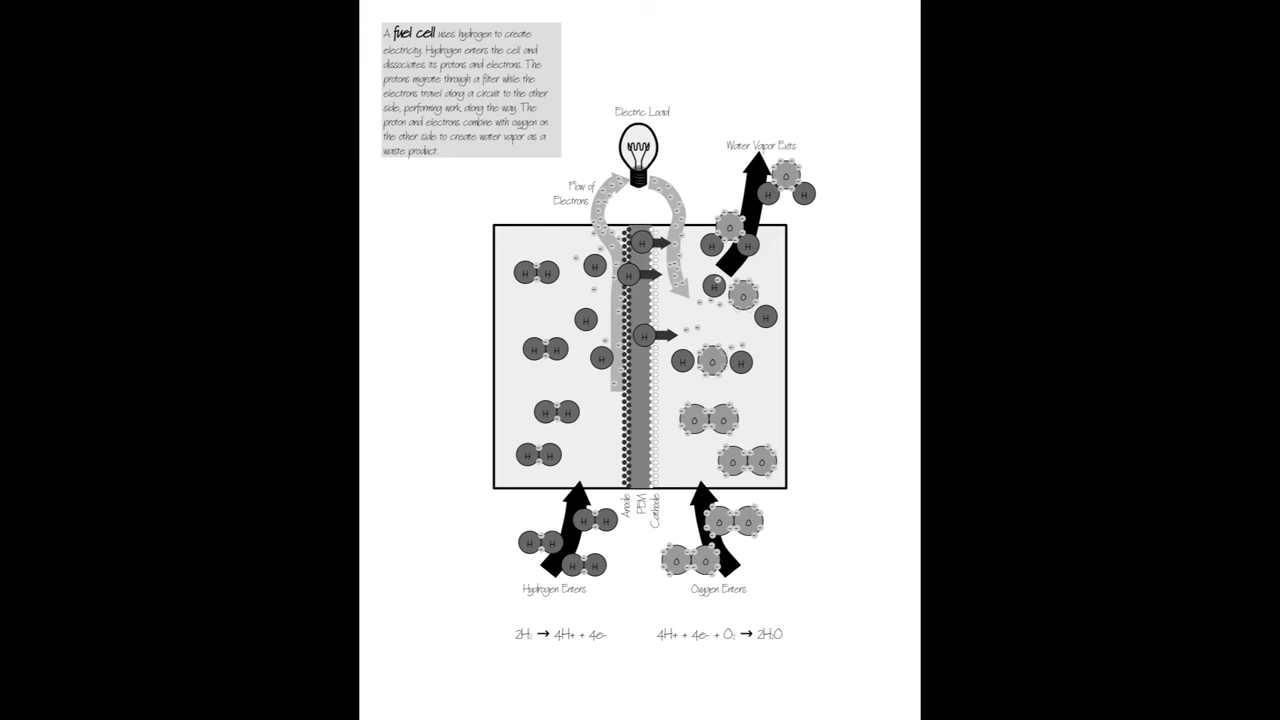 A fuel cell uses hydrogen to create
electricity. Hydrogen enters the cell and
dissociates its protons and electrons. The
protons migrate through a filter while the
electrons travel along a circuit to the other
side, performing work along the way. The
proton and electrons combine with oxygen on
the other side to create water vapor as a
waste product.
Electric Load
Water Vapor Exits
Flow of
Electrons
O
H H
O
H H
H
H
H H
H
H
H
O
H
H
H H
H
H
H O H
H H
O O
H H
O O
Anode
PEM
Cathode
H H
O O
H H
O O
H H
Hydrogen Enters
Oxygen Enters
2H₂ → 4H+ + 4e-
4H+ + 4e- + O₂ → 2H₂O